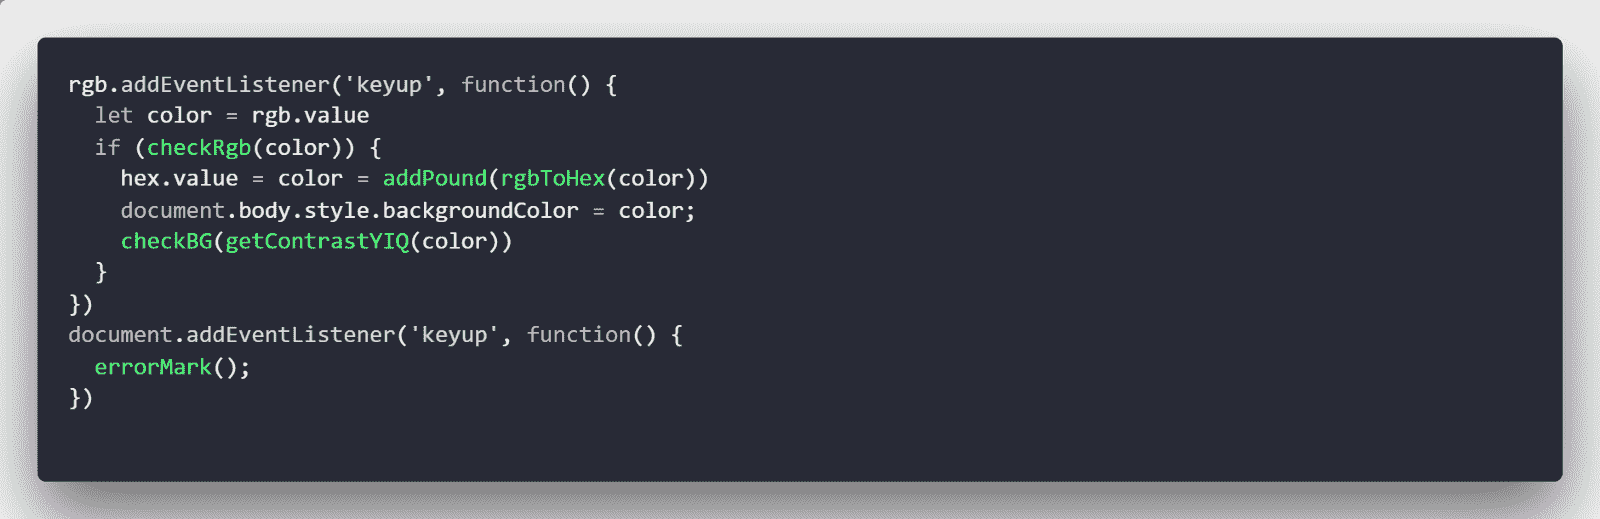 rgb.addEventListener('keyup', function() {
  let color = rgb.value
  if (checkRgb(color)) {
    hex.value = color = addPound(rgbToHex(color))
    document.body.style.backgroundColor = color;
    checkBG(getContrastYIQ(color))
  }
})
document.addEventListener('keyup', function() {
  errorMark();
})